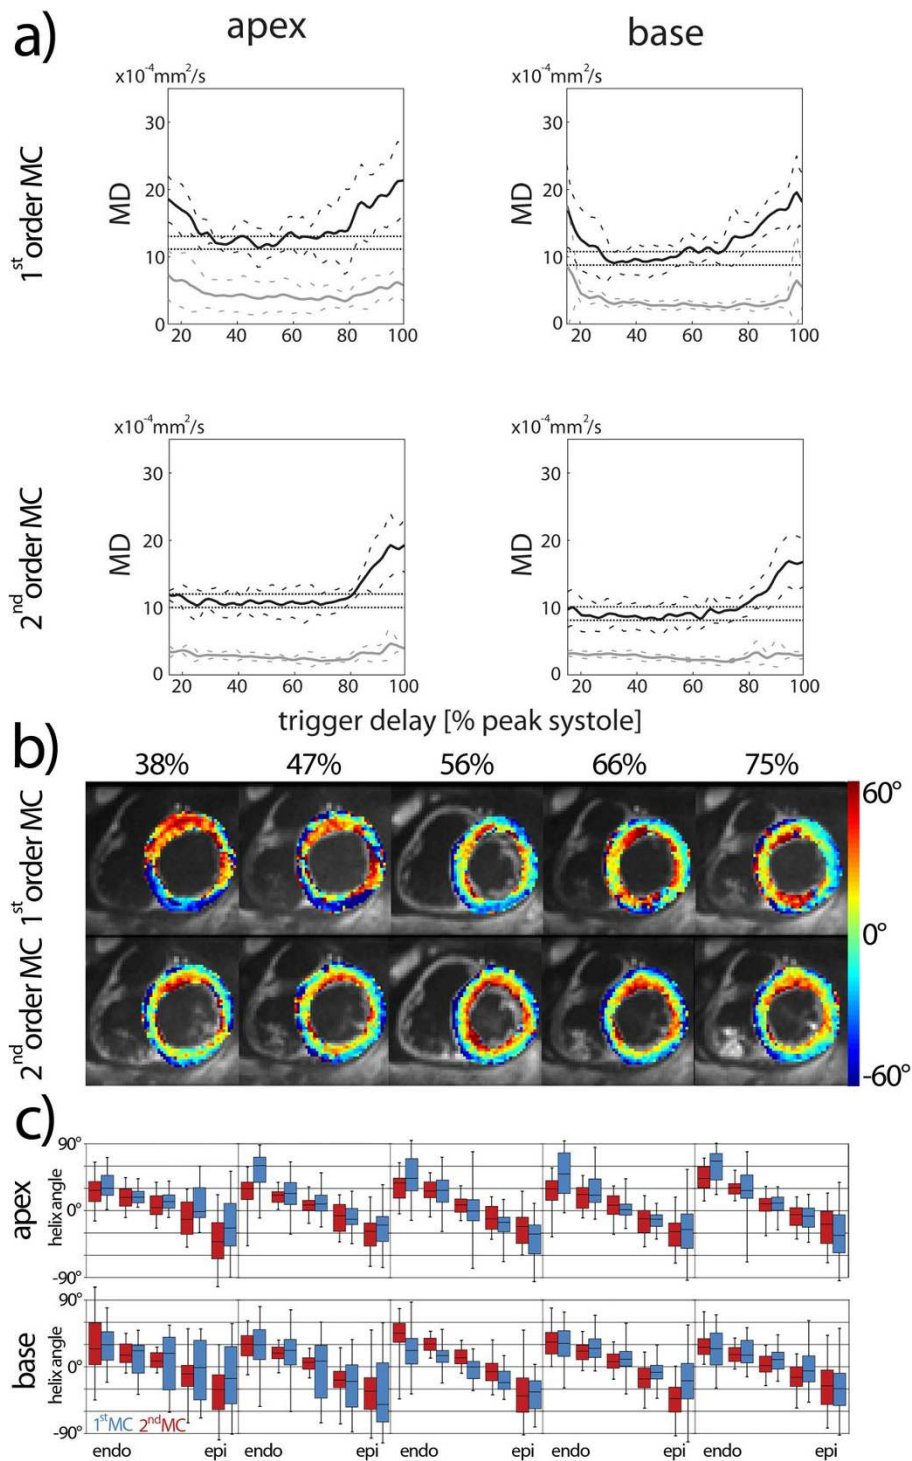 a)
apex base
x10⁻⁴mm²/s x10⁻⁴mm²/s
1st order MC
MD MD
30 30
20 20
10 10
0 0
20 40 60 80 100 20 40 60 80 100
x10⁻⁴mm²/s x10⁻⁴mm²/s
2nd order MC
MD MD
30 30
20 20
10 10
0 0
20 40 60 80 100 20 40 60 80 100
trigger delay [% peak systole]
b)
38% 47% 56% 66% 75%
1st order MC
2nd order MC
60°
0°
-60°
c)
apex
helix angle
90°
0°
-90°
base
helix angle
90°
0°
-90°
1stMC 2ndMC
endo epi endo epi endo epi endo epi endo epi